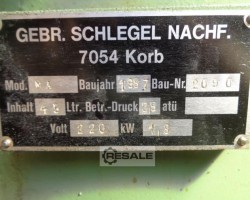 GEBR. SCHLEGEL NACHF.
7054 Korb
Mod. Baujahr Bau-Nr.
Inhalt Ltr. Betr.-Druck atü
Volt 220 kW
RESALE